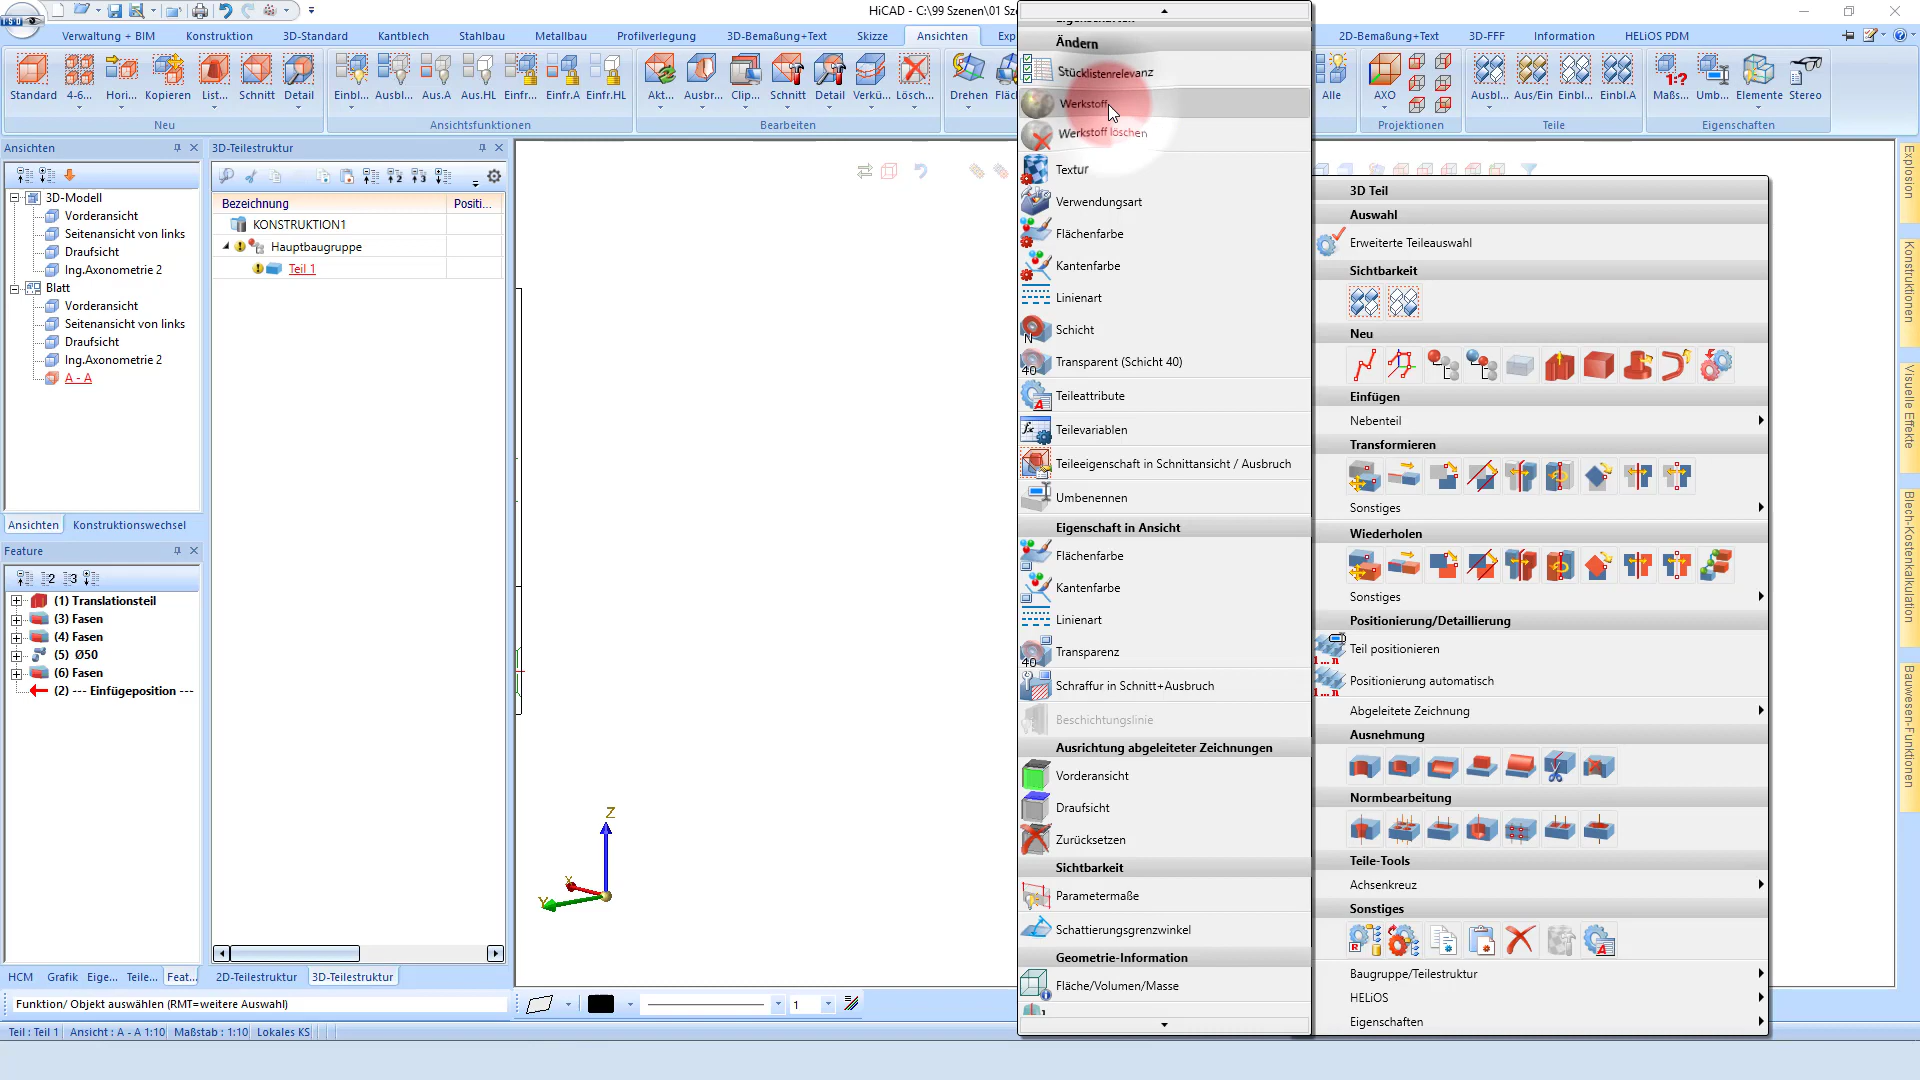 HiCAD - C:\99 Szenen\01 Sz
ISD
Verwaltung + BIM
Konstruktion
3D-Standard
Kantblech
Stahlbau
Metallbau
Profilverlegung
3D-Bemaßung+Text
Skizze
Ansichten
Exp
2D-Bemaßung+Text
3D-FFF
Information
HELiOS PDM
Standard
4-6...
Hori...
Kopieren
List...
Schnitt
Detail
Einbl...
Ausbl...
Aus.A
Aus.HL
Einfr...
Einfr.A
Einfr.HL
Akt...
Ausbr...
Clip...
Schnitt
Detail
Verkü...
Lösch...
Drehen
Alle
AXO
Ausbl...
Aus/Ein
Einbl...
Einbl.A
Maßs...
Umb...
Elemente
Stereo
Neu
Ansichtsfunktionen
Bearbeiten
Projektionen
Teile
Eigenschaften
Ansichten
3D-Modell
Vorderansicht
Seitenansicht von links
Draufsicht
Ing.Axonometrie 2
Blatt
Vorderansicht
Seitenansicht von links
Draufsicht
Ing.Axonometrie 2
A - A
Ansichten
Konstruktionswechsel
Feature
(1) Translationsteil
(3) Fasen
(4) Fasen
(5) Ø50
(6) Fasen
(2) --- Einfügeposition ---
HCM
Grafik
Eige...
Teile...
Feat...
3D-Teilestruktur
Bezeichnung
Positi...
KONSTRUKTION1
Hauptbaugruppe
Teil 1
2D-Teilestruktur
3D-Teilestruktur
Z
X
Y
Ändern
Stücklistenrelevanz
Werkstoff
Werkstoff löschen
Textur
Verwendungsart
Flächenfarbe
Kantenfarbe
Linienart
Schicht
Transparent (Schicht 40)
Teileattribute
Teilevariablen
Teileeigenschaft in Schnittansicht / Ausbruch
Umbenennen
Eigenschaft in Ansicht
Flächenfarbe
Kantenfarbe
Linienart
Transparenz
Schraffur in Schnitt+Ausbruch
Beschichtungslinie
Ausrichtung abgeleiteter Zeichnungen
Vorderansicht
Draufsicht
Zurücksetzen
Sichtbarkeit
Parametermaße
Schattierungsgrenzwinkel
Geometrie-Information
Fläche/Volumen/Masse
3D Teil
Auswahl
Erweiterte Teileauswahl
Sichtbarkeit
Neu
Einfügen
Nebenteil
Transformieren
Sonstiges
Wiederholen
Sonstiges
Positionierung/Detaillierung
Teil positionieren
Positionierung automatisch
Abgeleitete Zeichnung
Ausnehmung
Normbearbeitung
Teile-Tools
Achsenkreuz
Sonstiges
Baugruppe/Teilestruktur
HELiOS
Eigenschaften
Explosion
Konstruktionen
Visuelle Effekte
Blech-Kostenkalkulation
Bauwesen-Funktionen
Funktion/ Objekt auswählen (RMT=weitere Auswahl)
1
Teil : Teil 1
Ansicht : A - A 1:10
Maßstab : 1:10
Lokales KS